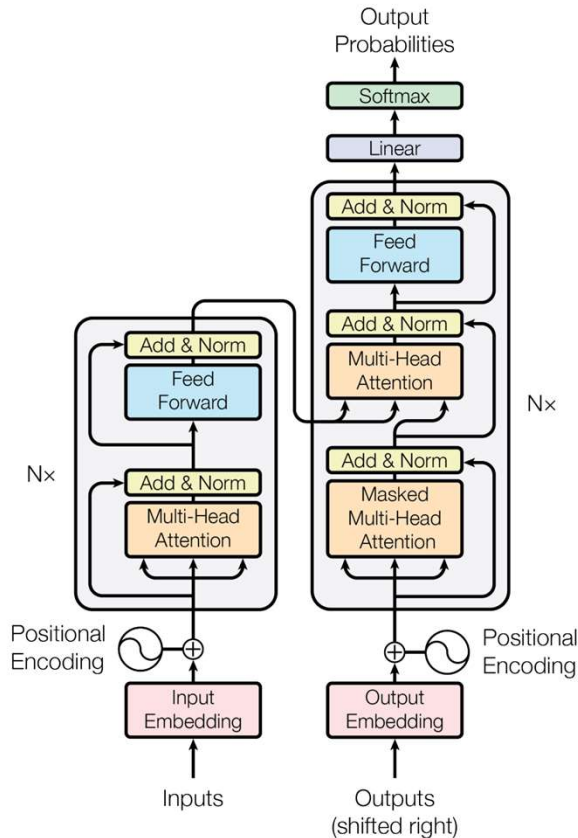 Output
Probabilities
Softmax
Linear
Add & Norm
Feed
Forward
Add & Norm
Multi-Head
Attention
Add & Norm
Masked
Multi-Head
Attention
N×
Positional
Encoding
Output
Embedding
Outputs
(shifted right)
Add & Norm
Feed
Forward
Add & Norm
Multi-Head
Attention
N×
Positional
Encoding
Input
Embedding
Inputs